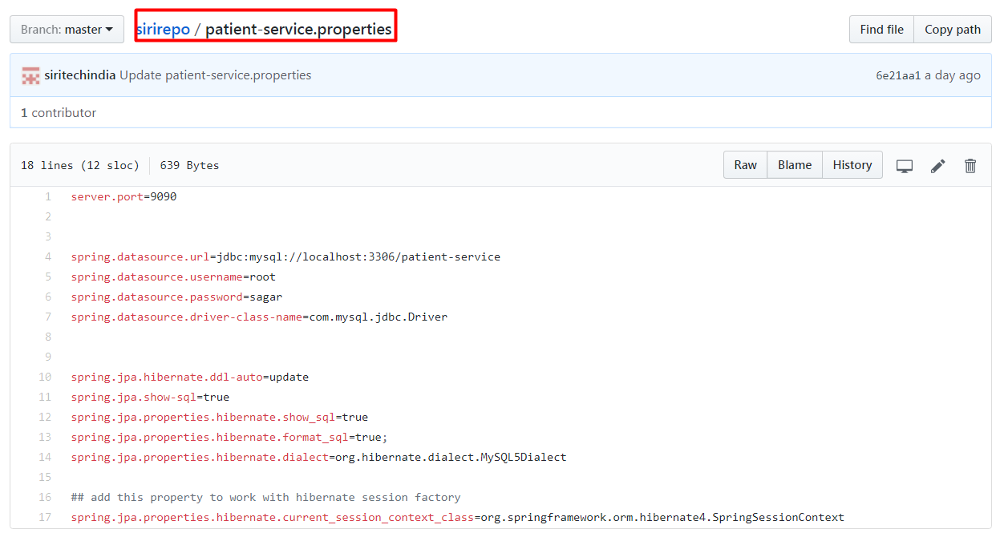 Branch: master
sirirepo / patient-service.properties
Find file
Copy path
siritechindia Update patient-service.properties
6e21aa1 a day ago
1 contributor
18 lines (12 sloc)
639 Bytes
Raw
Blame
History
1 server.port=9090
2
3
4 spring.datasource.url=jdbc:mysql://localhost:3306/patient-service
5 spring.datasource.username=root
6 spring.datasource.password=sagar
7 spring.datasource.driver-class-name=com.mysql.jdbc.Driver
8
9
10 spring.jpa.hibernate.ddl-auto=update
11 spring.jpa.show-sql=true
12 spring.jpa.properties.hibernate.show_sql=true
13 spring.jpa.properties.hibernate.format_sql=true;
14 spring.jpa.properties.hibernate.dialect=org.hibernate.dialect.MySQL5Dialect
15
16 ## add this property to work with hibernate session factory
17 spring.jpa.properties.hibernate.current_session_context_class=org.springframework.orm.hibernate4.SpringSessionContext